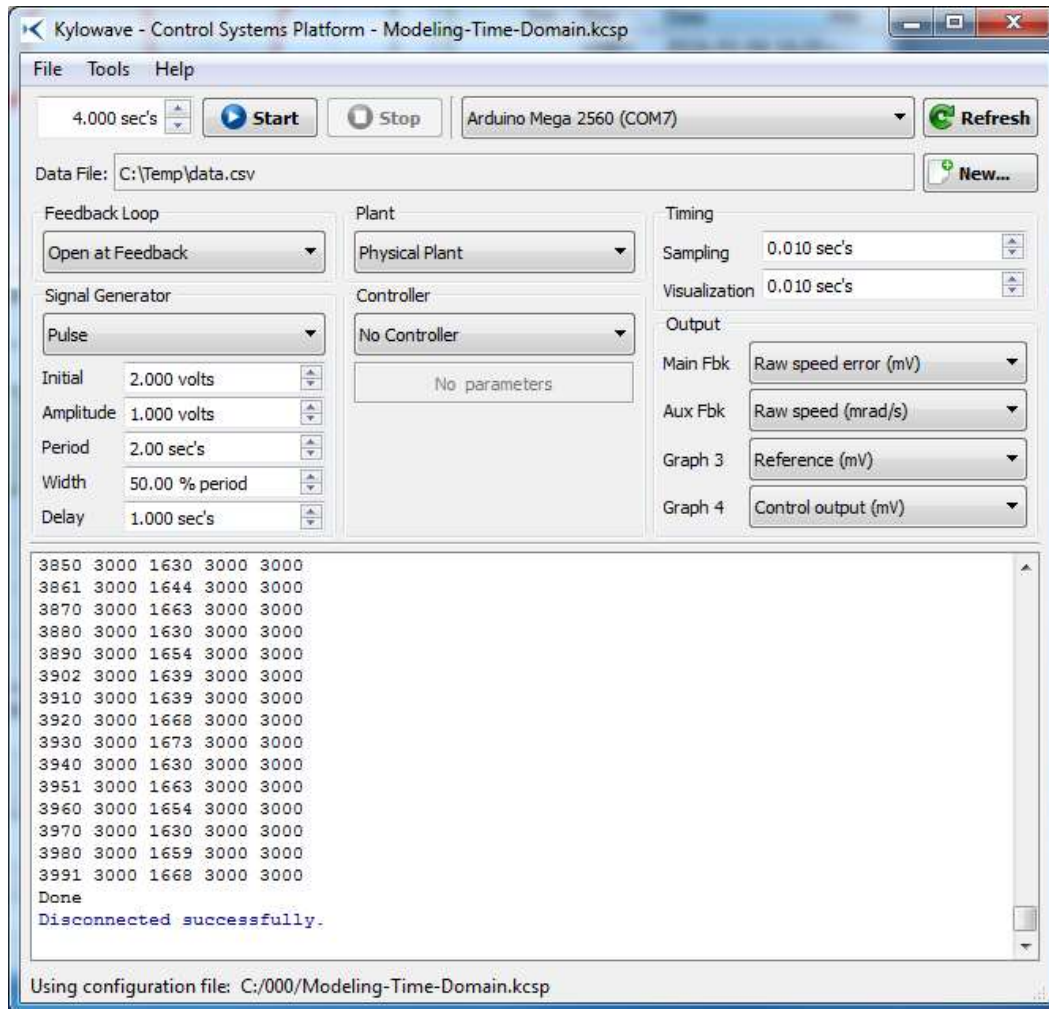 Kylowave - Control Systems Platform - Modeling-Time-Domain.kcsp
File Tools Help
4.000 sec's Start Stop Arduino Mega 2560 (COM7) Refresh
Data File: C:\Temp\data.csv New...
Feedback Loop
Open at Feedback
Signal Generator
Pulse
Initial 2.000 volts
Amplitude 1.000 volts
Period 2.00 sec's
Width 50.00 % period
Delay 1.000 sec's
Plant
Physical Plant
Controller
No Controller
No parameters
Timing
Sampling 0.010 sec's
Visualization 0.010 sec's
Output
Main Fbk Raw speed error (mV)
Aux Fbk Raw speed (mrad/s)
Graph 3 Reference (mV)
Graph 4 Control output (mV)
3850 3000 1630 3000 3000
3861 3000 1644 3000 3000
3870 3000 1663 3000 3000
3880 3000 1630 3000 3000
3890 3000 1654 3000 3000
3902 3000 1639 3000 3000
3910 3000 1639 3000 3000
3920 3000 1668 3000 3000
3930 3000 1673 3000 3000
3940 3000 1630 3000 3000
3951 3000 1663 3000 3000
3960 3000 1654 3000 3000
3970 3000 1630 3000 3000
3980 3000 1659 3000 3000
3991 3000 1668 3000 3000
Done
Disconnected successfully.
Using configuration file: C:/000/Modeling-Time-Domain.kcsp